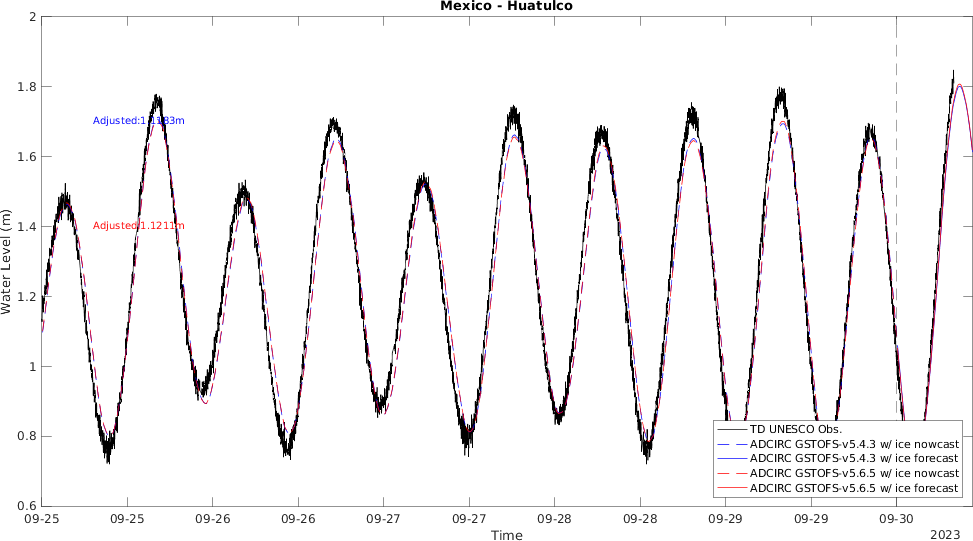 Mexico - Huatulco
2
1.8
1.6
1.4
1.2
1
0.8
0.6
Water Level (m)
Adjusted:1.1183m
Adjusted:1.1211m
TD UNESCO Obs.
ADCIRC GSTOFS-v5.4.3 w/ ice nowcast
ADCIRC GSTOFS-v5.4.3 w/ ice forecast
ADCIRC GSTOFS-v5.6.5 w/ ice nowcast
ADCIRC GSTOFS-v5.6.5 w/ ice forecast
09-25 09-25 09-26 09-26 09-27 09-27 09-28 09-28 09-29 09-29 09-30
Time
2023